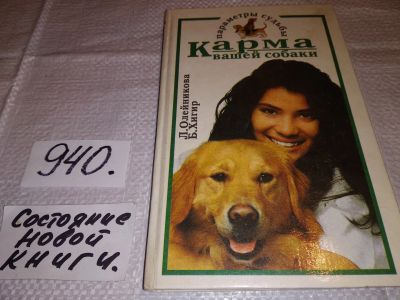 параметры судьбы
Карма
вашей собаки
Л.Олейникова
Б.Хигир
940.
Состояние
новой
книги.